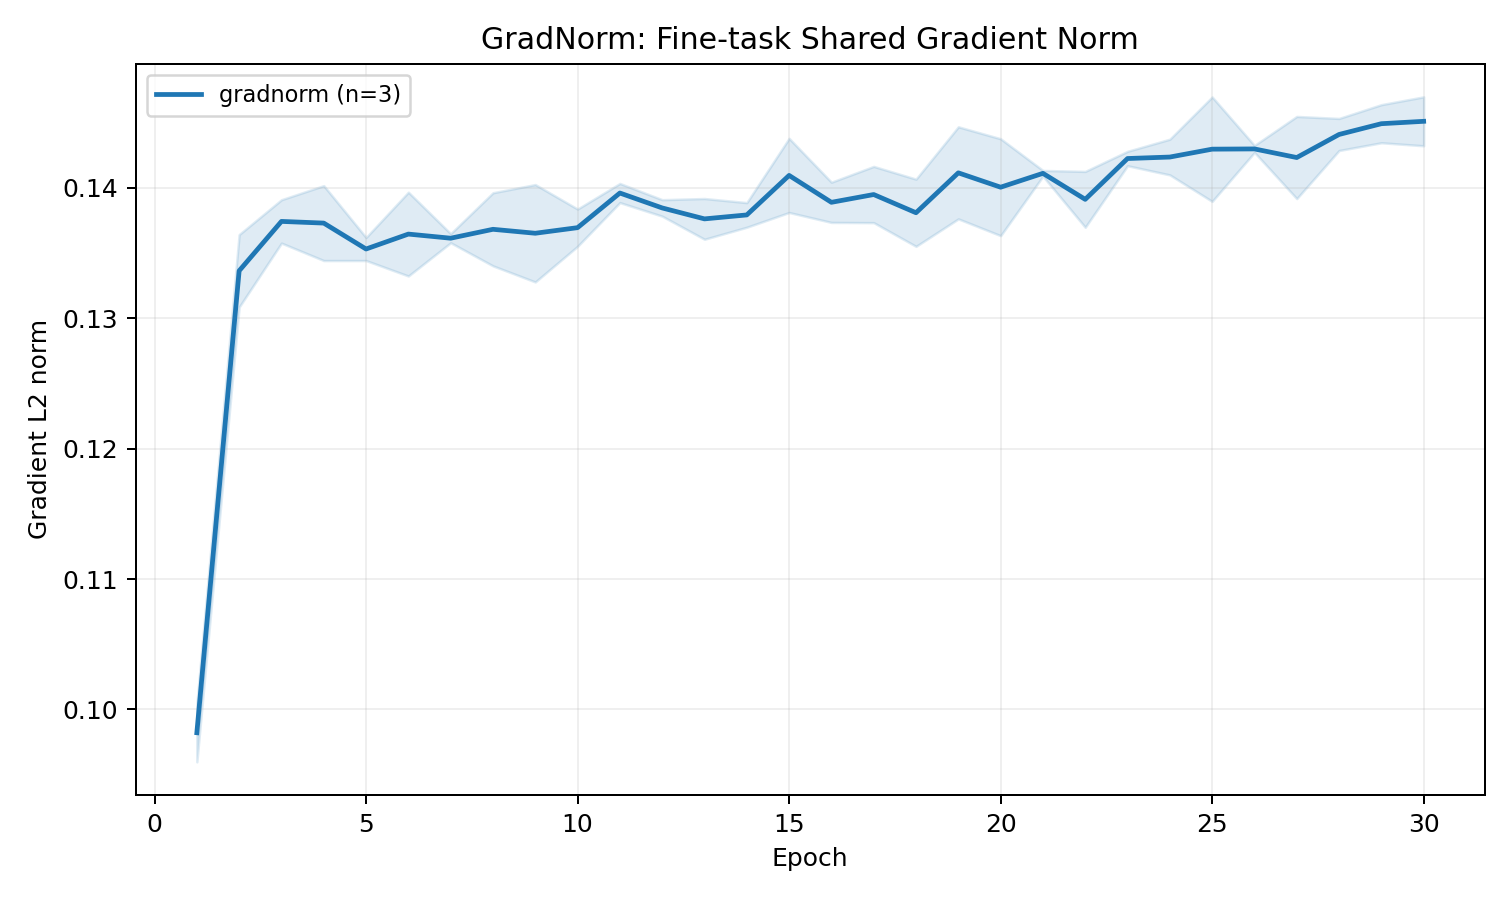 GradNorm: Fine-task Shared Gradient Norm
gradnorm (n=3)
Gradient L2 norm
0.14
0.13
0.12
0.11
0.10
0 5 10 15 20 25 30
Epoch